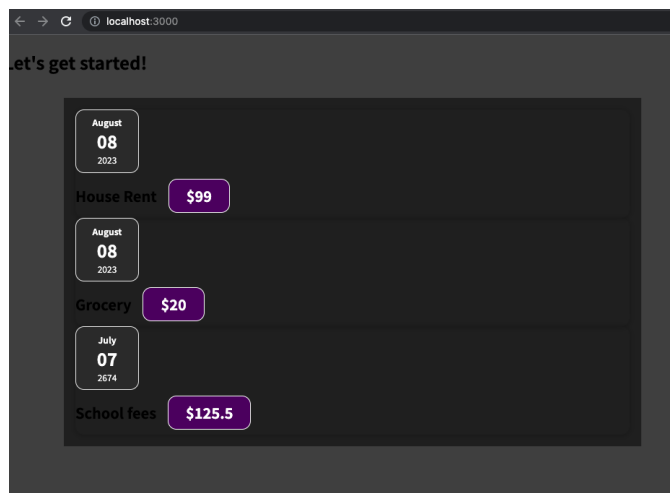 localhost:3000
Let's get started!
August
08
2023
House Rent $99
August
08
2023
Grocery $20
July
07
2674
School fees $125.5